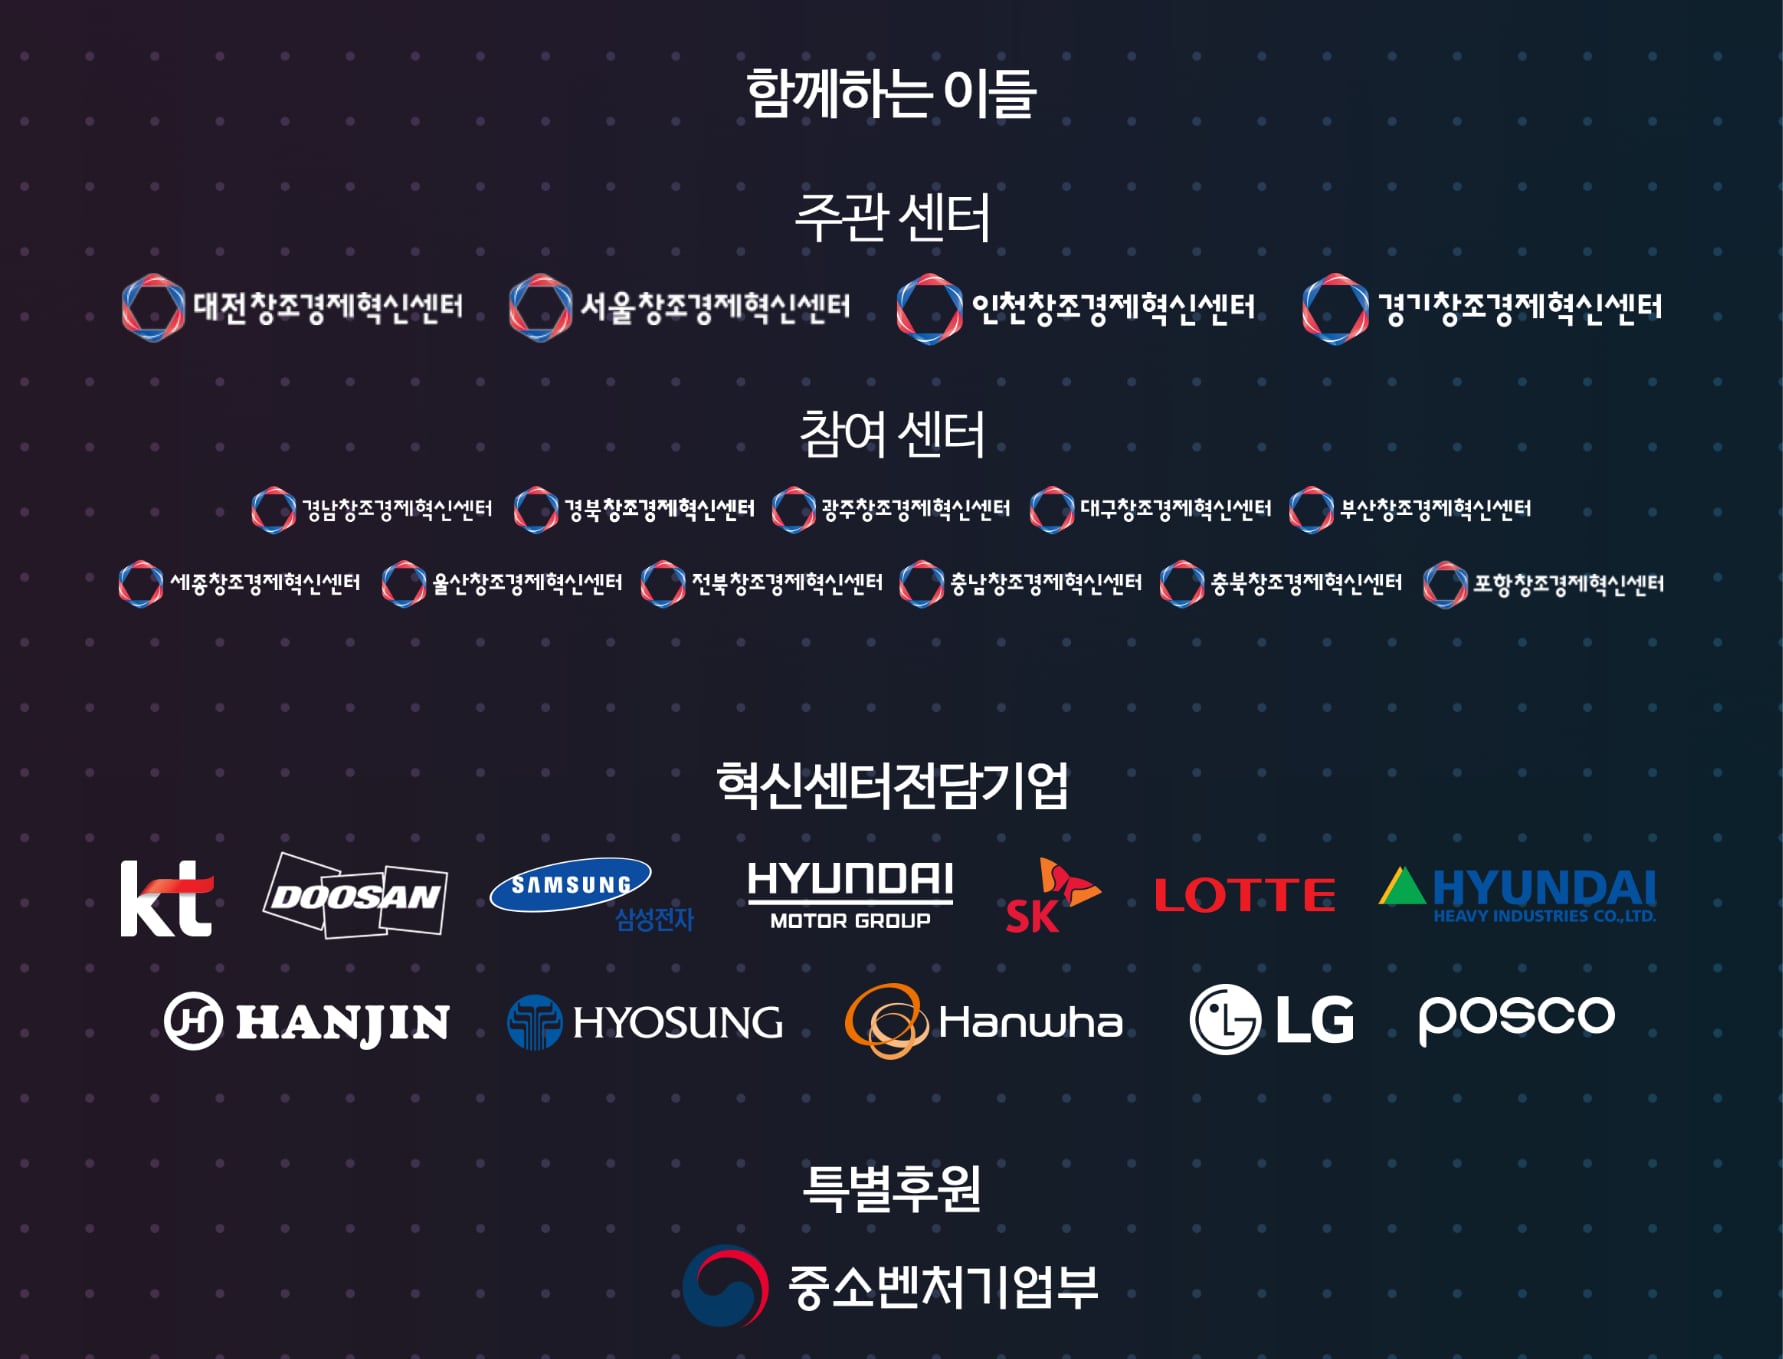 함께하는 이들
주관 센터
대전창조경제혁신센터 서울창조경제혁신센터 인천창조경제혁신센터 경기창조경제혁신센터
참여 센터
경남창조경제혁신센터 경북창조경제혁신센터 광주창조경제혁신센터 대구창조경제혁신센터 부산창조경제혁신센터
세종창조경제혁신센터 울산창조경제혁신센터 전북창조경제혁신센터 충남창조경제혁신센터 충북창조경제혁신센터 포항창조경제혁신센터
혁신센터전담기업
kt DOOSAN SAMSUNG 삼성전자 HYUNDAI MOTOR GROUP SK LOTTE HYUNDAI HEAVY INDUSTRIES CO.,LTD.
H HANJIN HYOSUNG Hanwha LG LG posco
특별후원
중소벤처기업부